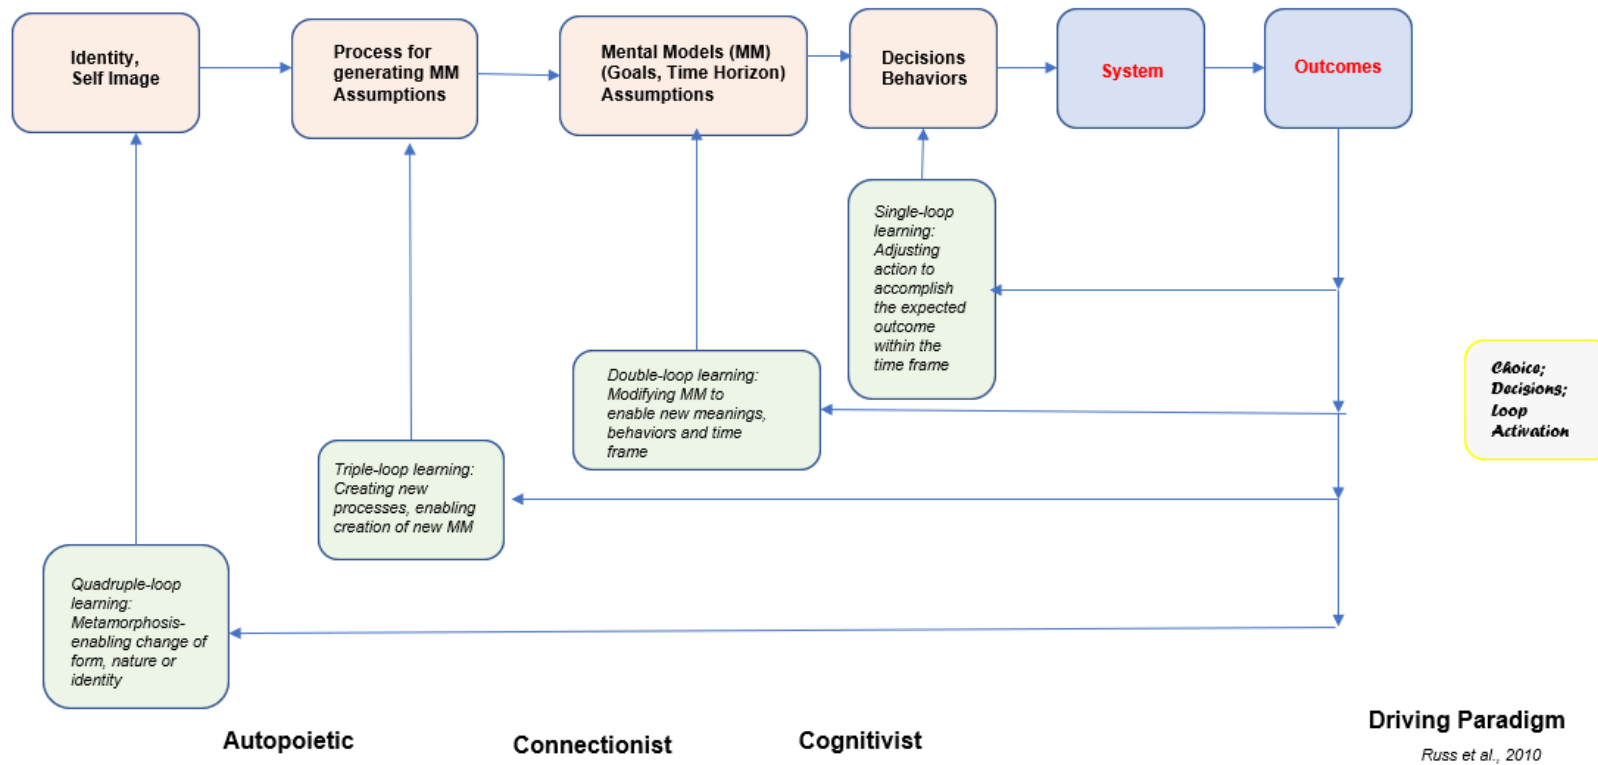 Identity,
Self Image
Process for
generating MM
Assumptions
Mental Models (MM)
(Goals, Time Horizon)
Assumptions
Decisions
Behaviors
System
Outcomes
Single-loop
learning:
Adjusting
action to
accomplish
the expected
outcome
within the
time frame
Double-loop learning:
Modifying MM to
enable new meanings,
behaviors and time
frame
Triple-loop learning:
Creating new
processes, enabling
creation of new MM
Quadruple-loop
learning:
Metamorphosis-
enabling change of
form, nature or
identity
Choice;
Decisions;
Loop
Activation
Autopoietic
Connectionist
Cognitivist
Driving Paradigm
Russ et al., 2010